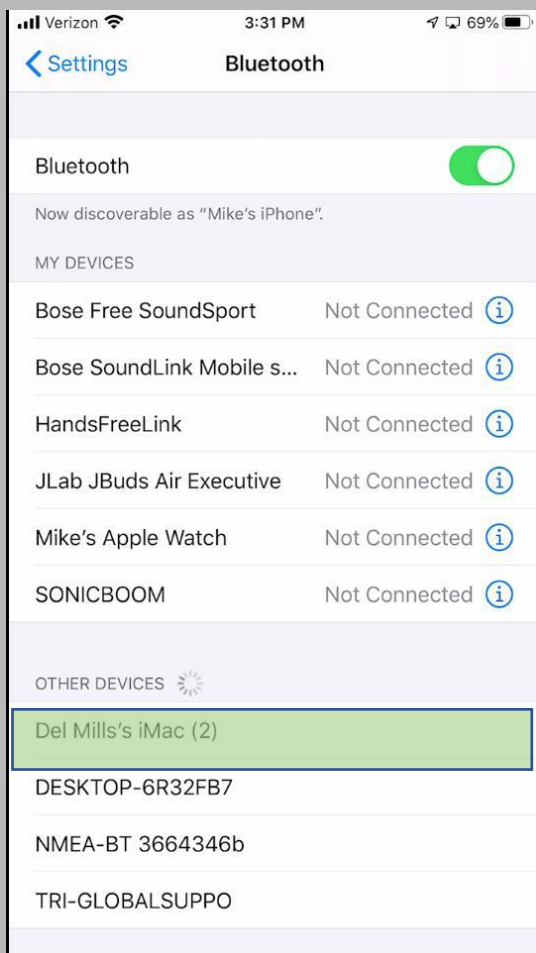 Verizon 3:31 PM 69%
Settings Bluetooth
Bluetooth
Now discoverable as “Mike’s iPhone”.
MY DEVICES
Bose Free SoundSport Not Connected
Bose SoundLink Mobile s... Not Connected
HandsFreeLink Not Connected
JLab JBuds Air Executive Not Connected
Mike’s Apple Watch Not Connected
SONICBOOM Not Connected
OTHER DEVICES
Del Mills’s iMac (2)
DESKTOP-6R32FB7
NMEA-BT 3664346b
TRI-GLOBALSUPPO